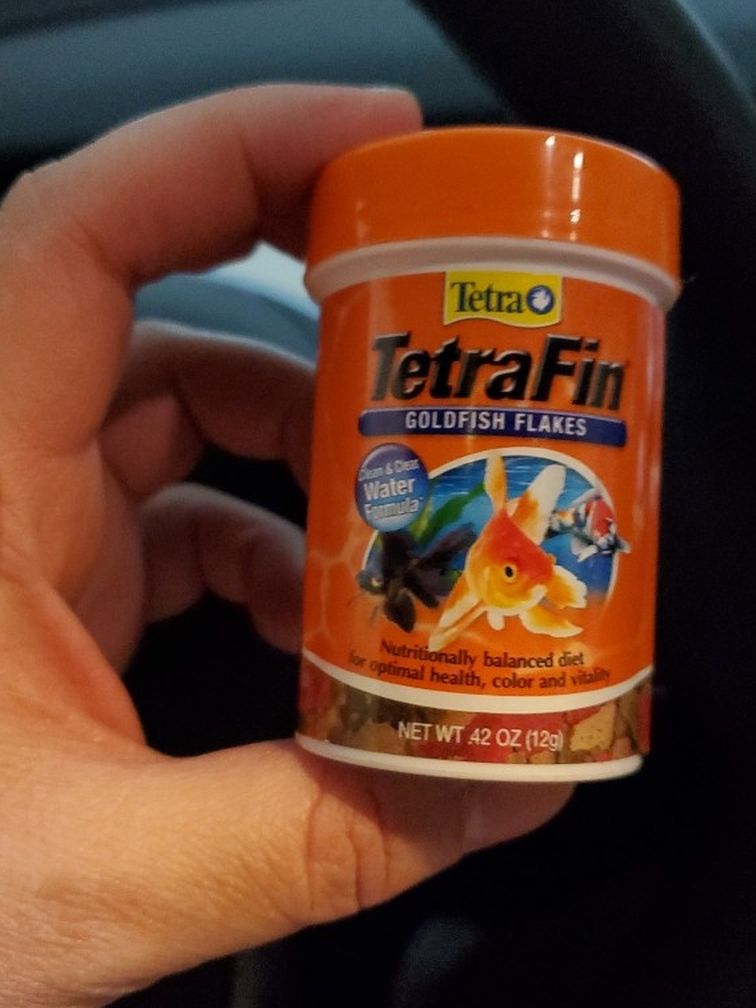 Tetra
TetraFin
GOLDFISH FLAKES
Clean & Clear
Water
Formula
Nutritionally balanced diet
for optimal health, color and vitality
NET WT .42 OZ (12g)